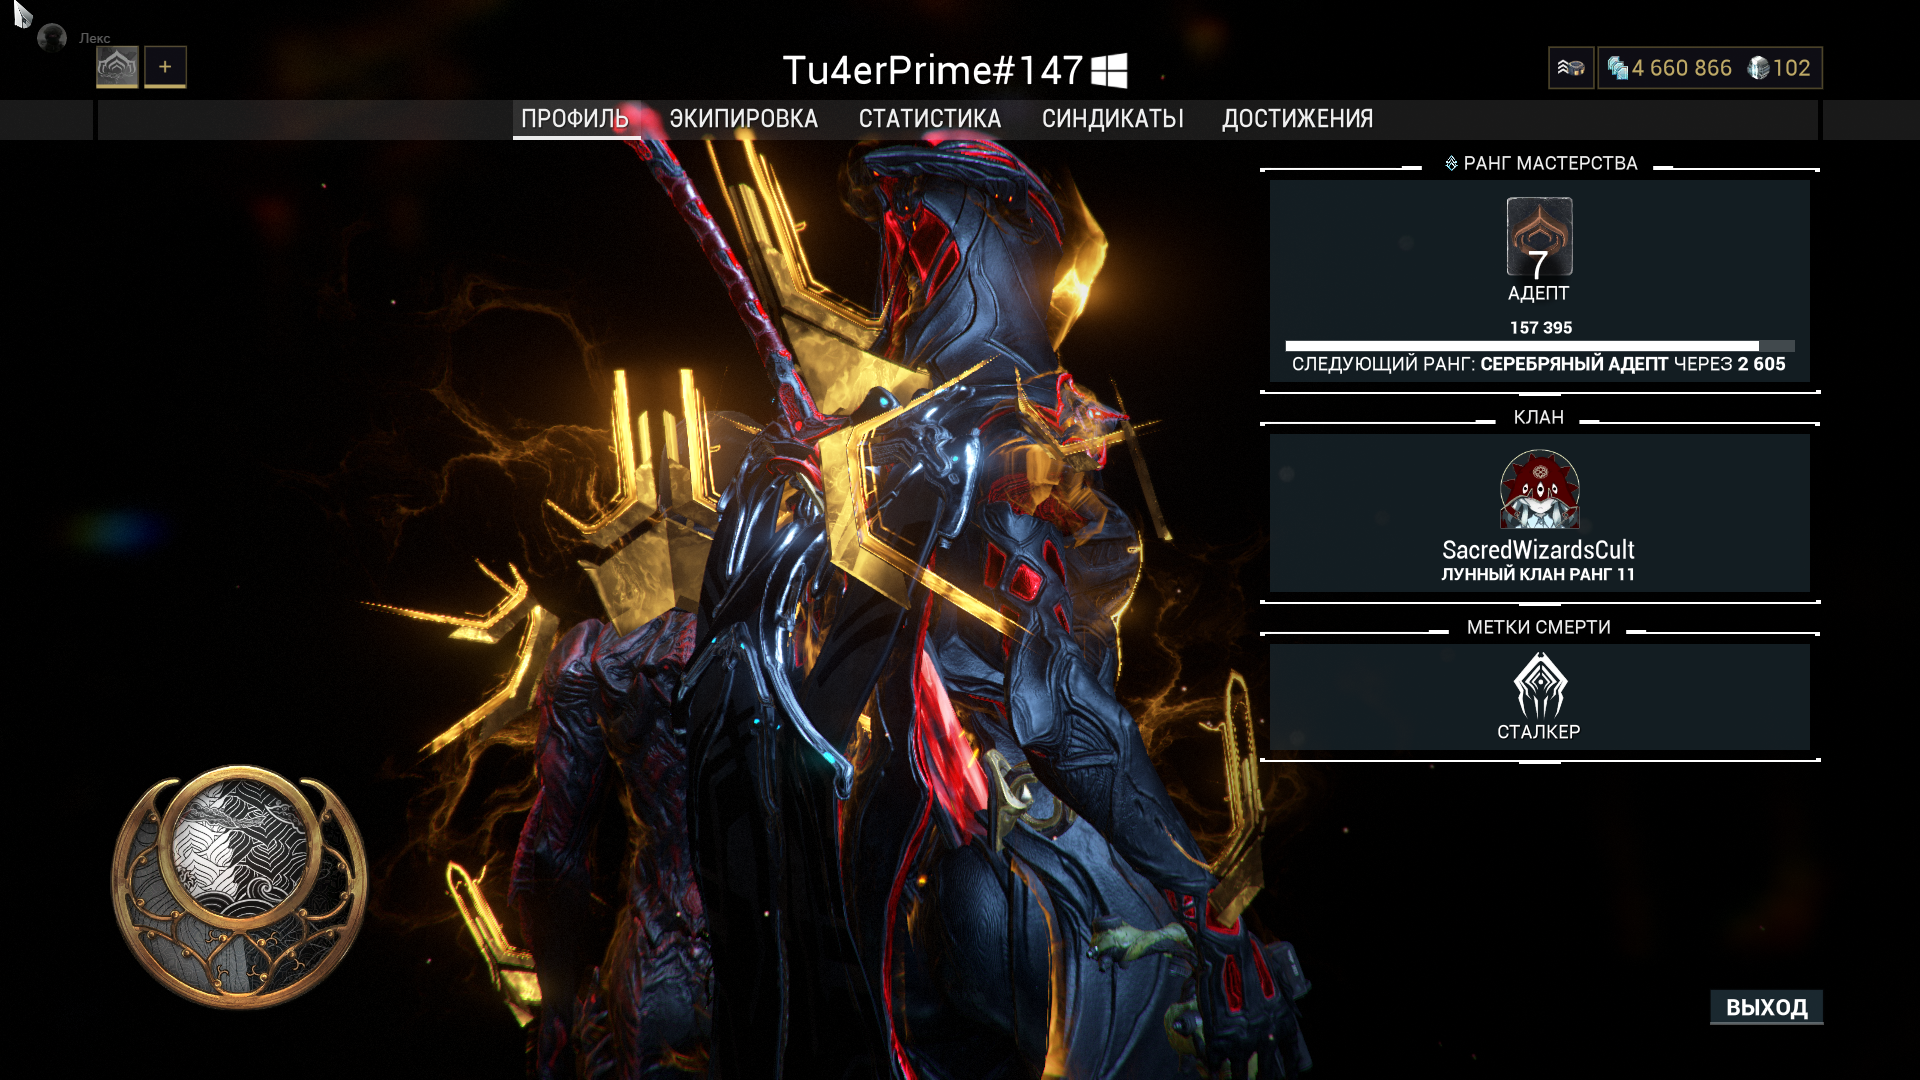 Лекс
+
Tu4erPrime#147
4 660 866 102
ПРОФИЛЬ ЭКИПИРОВКА СТАТИСТИКА СИНДИКАТЫ ДОСТИЖЕНИЯ
РАНГ МАСТЕРСТВА
7
АДЕПТ
157 395
СЛЕДУЮЩИЙ РАНГ: СЕРЕБРЯНЫЙ АДЕПТ ЧЕРЕЗ 2 605
КЛАН
SacredWizardsCult
ЛУННЫЙ КЛАН РАНГ 11
МЕТКИ СМЕРТИ
СТАЛКЕР
ВЫХОД